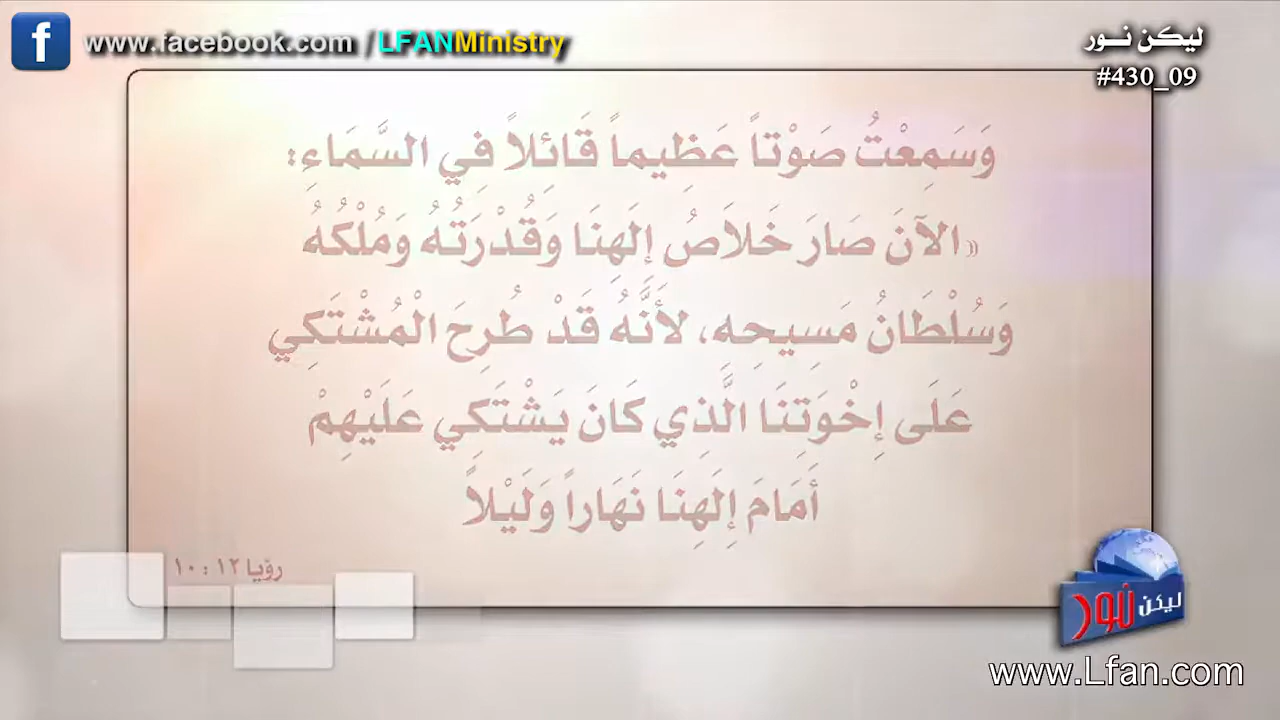 www.facebook.com /LFANMinistry
ليكن نور
#430_09
وَسَمِعْتُ صَوْتاً عَظِيماً قَائِلاً فِي السَّمَاءِ:
«الآنَ صَارَ خَلاَصُ إِلَهِنَا وَقُدْرَتُهُ وَمُلْكُهُ
وَسُلْطَانُ مَسِيحِهِ، لأَنَّهُ قَدْ طُرِحَ الْمُشْتَكِي
عَلَى إِخْوَتِنَا الَّذِي كَانَ يَشْتَكِي عَلَيْهِمْ
أَمَامَ إِلَهِنَا نَهَاراً وَلَيْلاً
رؤيا ١٢ : ١٠
ليكن نور
www.Lfan.com